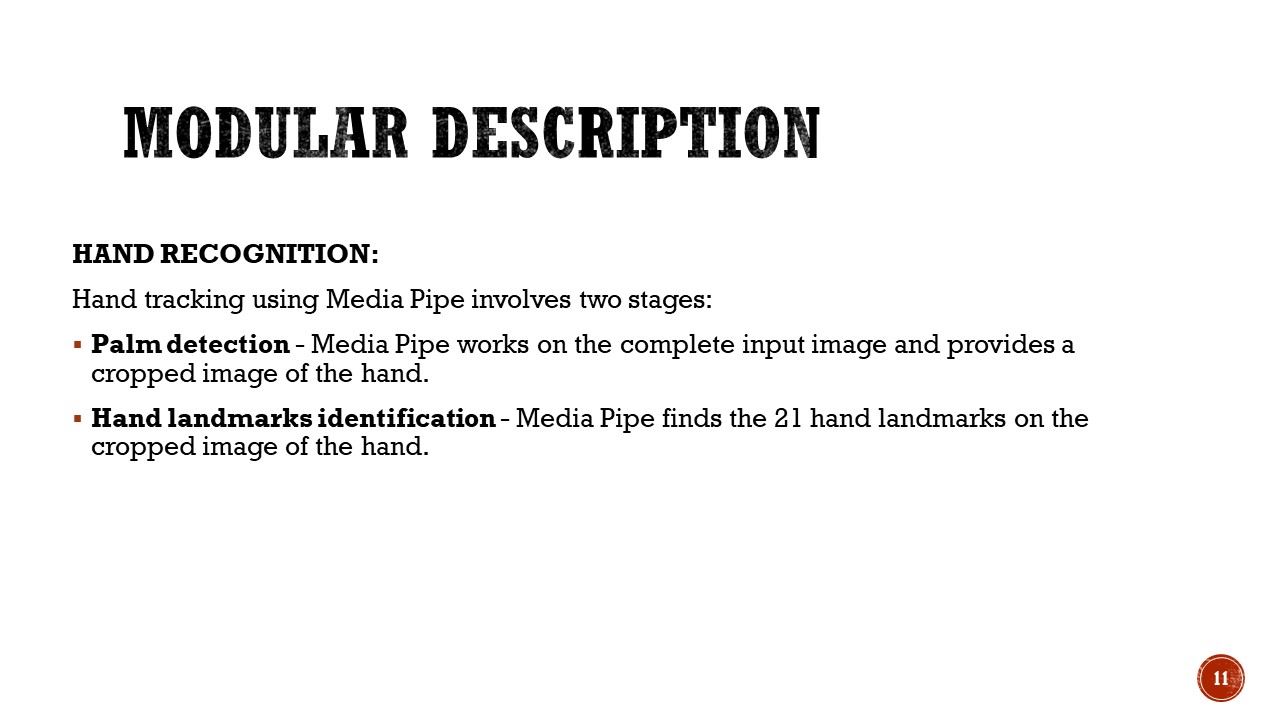 MODULAR DESCRIPTION
HAND RECOGNITION:
Hand tracking using Media Pipe involves two stages:
▪ Palm detection - Media Pipe works on the complete input image and provides a
cropped image of the hand.
▪ Hand landmarks identification - Media Pipe finds the 21 hand landmarks on the
cropped image of the hand.
11